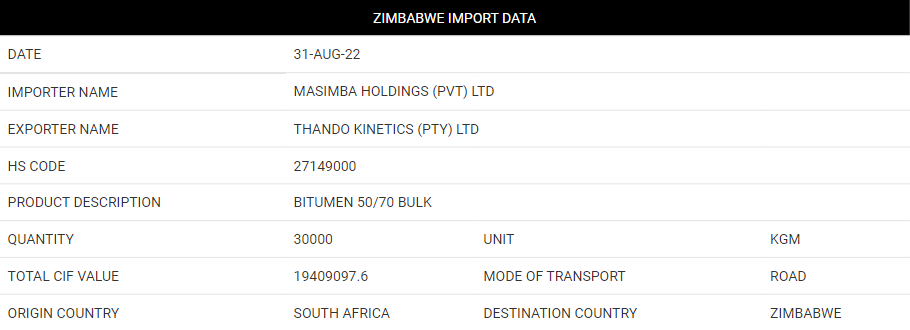 ZIMBABWE IMPORT DATA
DATE 31-AUG-22
IMPORTER NAME MASIMBA HOLDINGS (PVT) LTD
EXPORTER NAME THANDO KINETICS (PTY) LTD
HS CODE 27149000
PRODUCT DESCRIPTION BITUMEN 50/70 BULK
QUANTITY 30000 UNIT KGM
TOTAL CIF VALUE 19409097.6 MODE OF TRANSPORT ROAD
ORIGIN COUNTRY SOUTH AFRICA DESTINATION COUNTRY ZIMBABWE